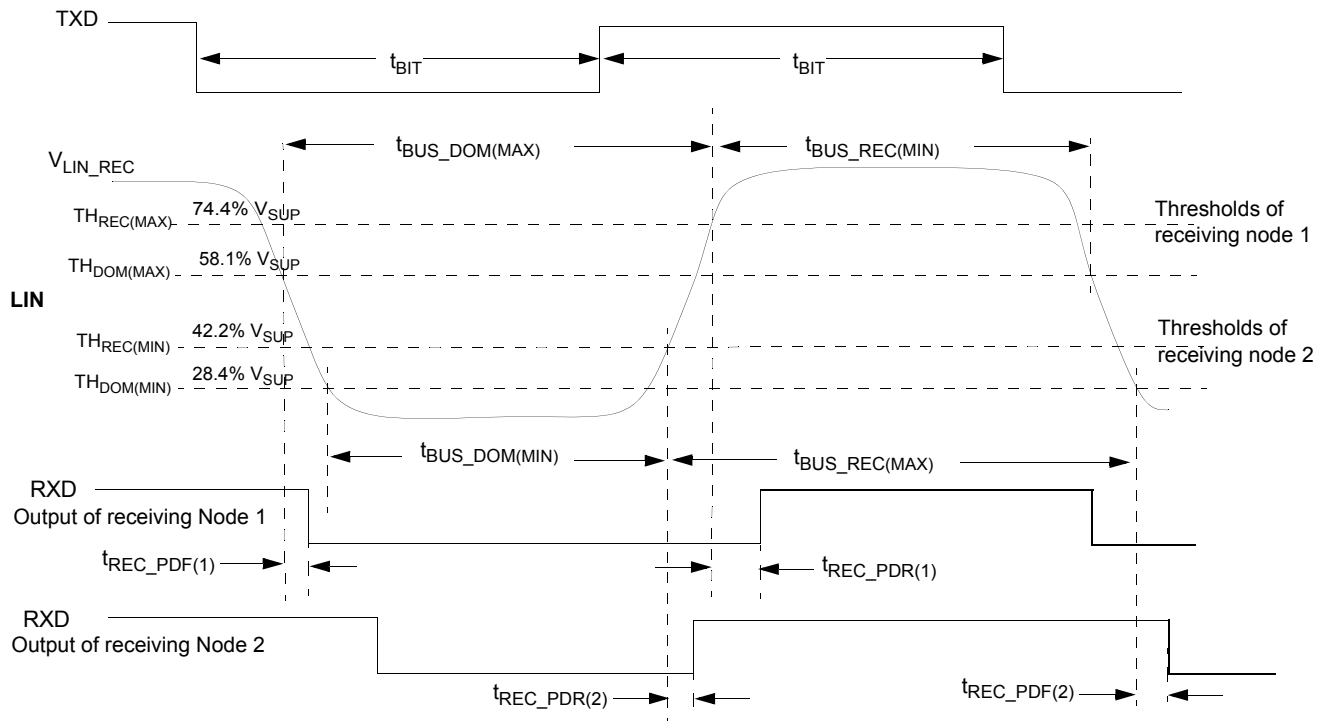 TXD
tBIT
tBIT
tBUS_DOM(MAX)
tBUS_REC(MIN)
VLIN_REC
THREC(MAX) 74.4% VSUP
Thresholds of
receiving node 1
THDOM(MAX) 58.1% VSUP
LIN
THREC(MIN) 42.2% VSUP
Thresholds of
receiving node 2
THDOM(MIN) 28.4% VSUP
tBUS_DOM(MIN)
tBUS_REC(MAX)
RXD
Output of receiving Node 1
tREC_PDF(1)
tREC_PDR(1)
RXD
Output of receiving Node 2
tREC_PDR(2)
tREC_PDF(2)